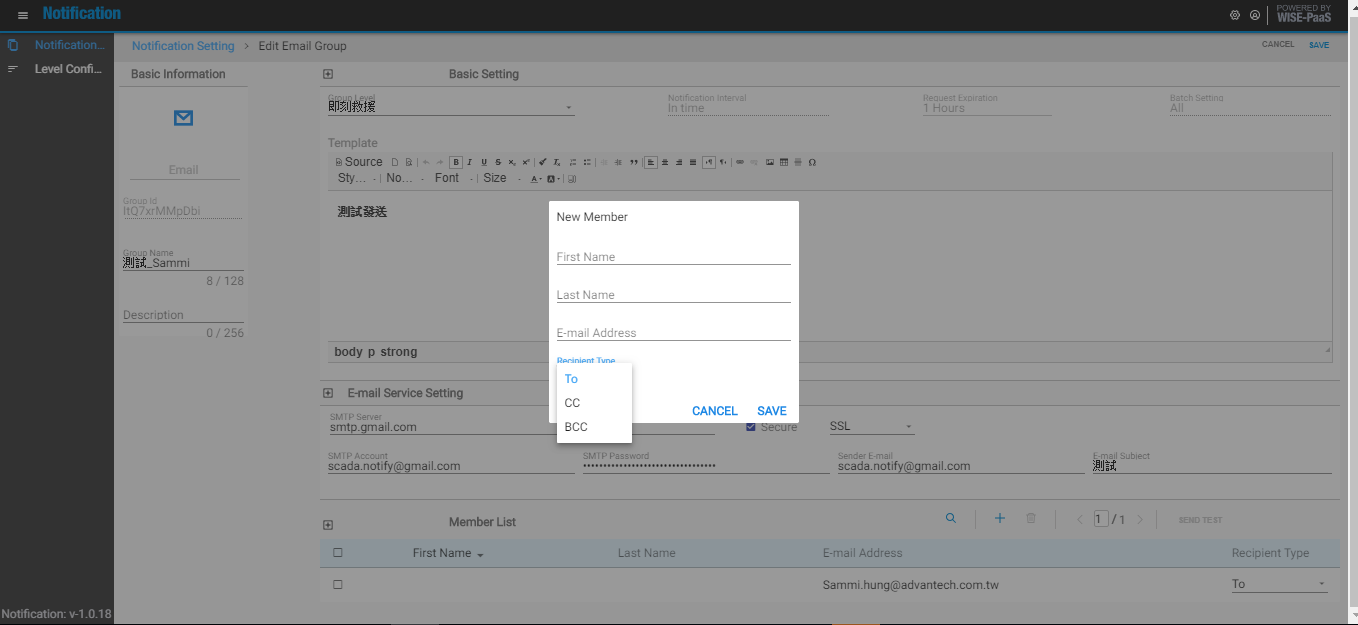 Notification
POWERED BY
WISE-PaaS
Notification...
Level Confi...
Notification: v-1.0.18
Notification Setting > Edit Email Group
CANCEL SAVE
Basic Information
Email
Group Id
ItQ7xrMMpDbi
Group Name
測試_Sammi
8 / 128
Description
0 / 256
Basic Setting
Group Level
即刻救援
Notification Interval
In time
Request Expiration
1 Hours
Batch Setting
All
Template
Source
Sty... No... Font Size
測試發送
body p strong
New Member
First Name
Last Name
E-mail Address
Recipient Type
To
CC
BCC
CANCEL SAVE
E-mail Service Setting
SMTP Server
smtp.gmail.com
Secure
SSL
SMTP Account
scada.notify@gmail.com
SMTP Password
Sender E-mail
scada.notify@gmail.com
E-mail Subject
測試
Member List
1 / 1
SEND TEST
First Name Last Name E-mail Address Recipient Type
Sammi.hung@advantech.com.tw To